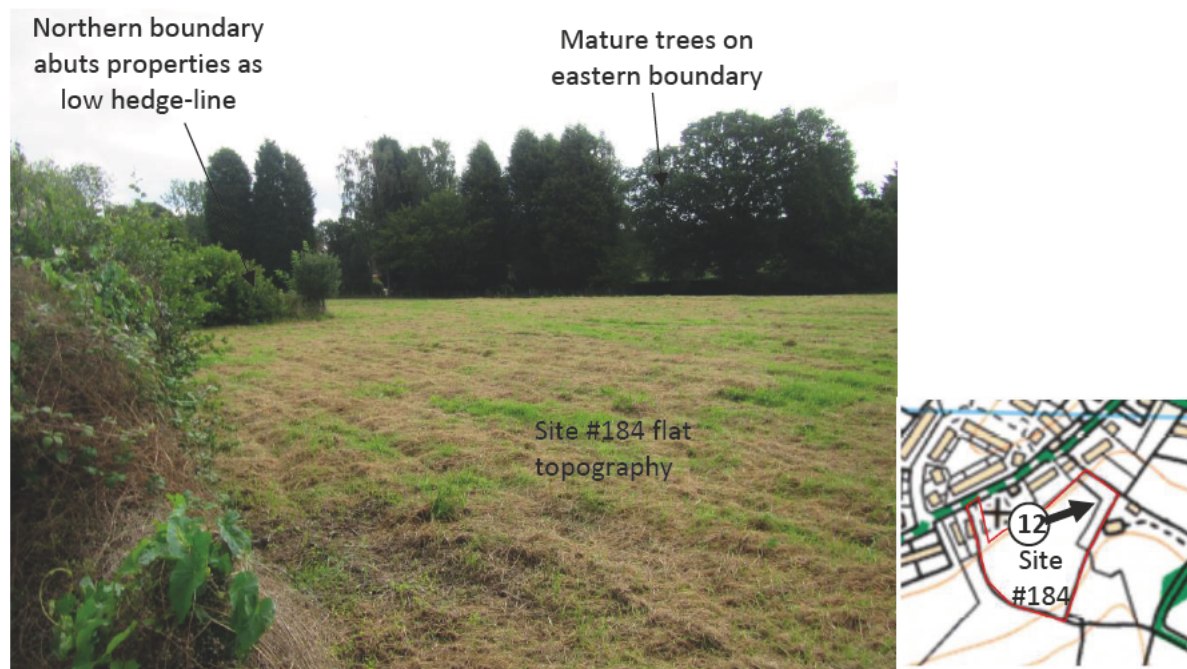 Northern boundary
abuts properties as
low hedge-line
Mature trees on
eastern boundary
Site #184 flat
topography
12
Site
#184